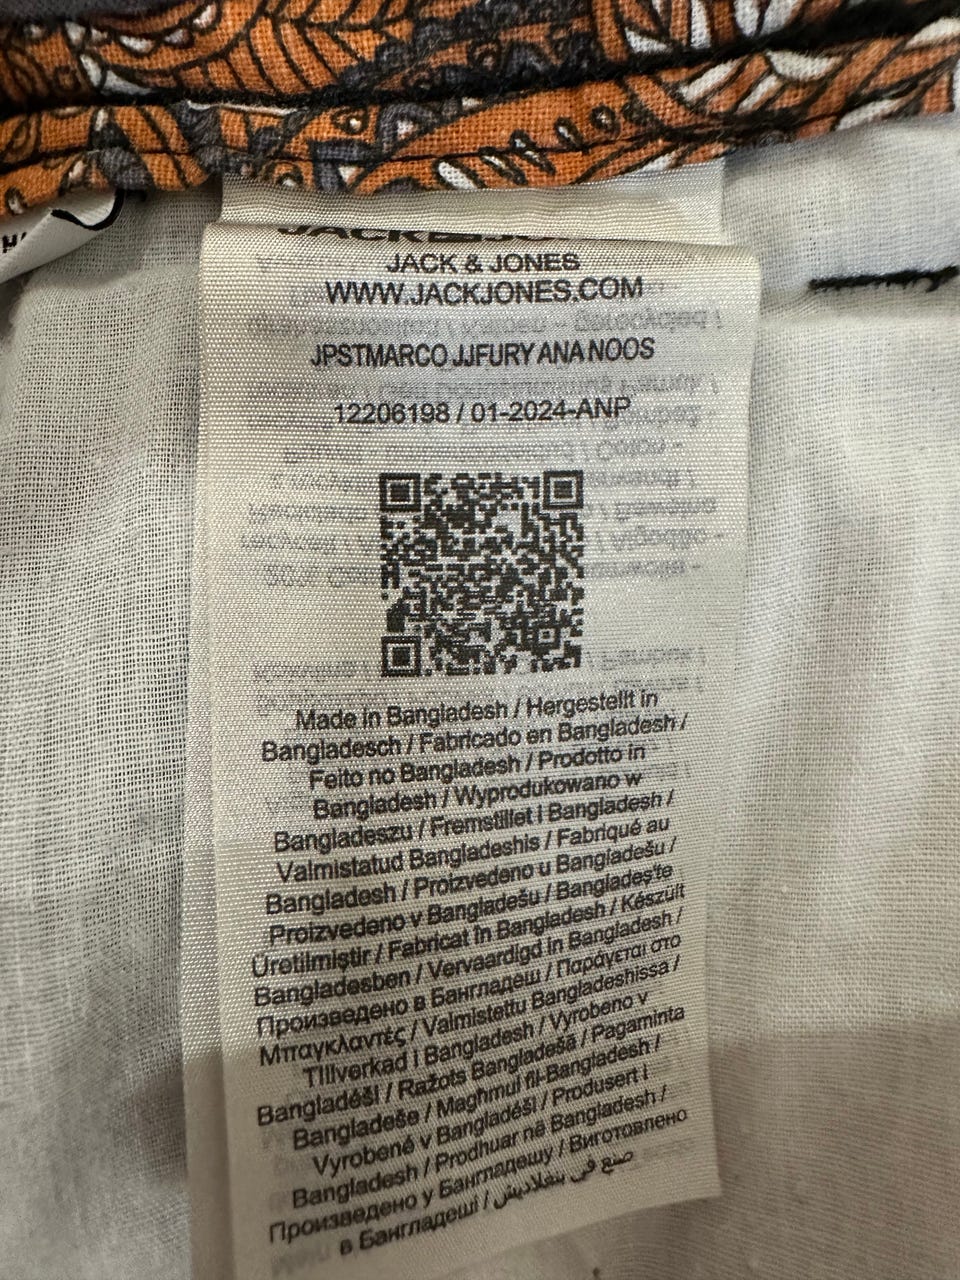 JACK & JONES
JACK & JONES
WWW.JACKJONES.COM
JPSTMARCO JJFURY ANA NOOS
12206198 / 01-2024-ANP
Made in Bangladesh / Hergestellt in
Bangladesch / Fabricado en Bangladesh /
Feito no Bangladesh / Prodotto in
Bangladesh / Wyprodukowano w
Bangladeszu / Fremstillet i Bangladesh /
Valmistatud Bangladeshis / Fabriqué au
Bangladesh / Proizvedeno u Bangladešu /
Proizvedeno v Bangladešu / Bangladeş'te
Üretilmiştir / Fabricat în Bangladesh / Készült
Bangladesben / Vervaardigd in Bangladesh /
Произведено в Бангладеш / Παράγεται στο
Μπαγκλαντές / Valmistettu Bangladeshissa /
Tillverkad i Bangladesh / Vyrobeno v
Bangladéši / Ražots Bangladešā / Pagaminta
Bangladeše / Magħmul fil-Bangladesh /
Vyrobené v Bangladéši / Produsert i
Bangladesh / Prodhuar në Bangladesh /
Произведено у Бангладешу / Виготовлено
в Бангладеші / صنع في بنغلاديش